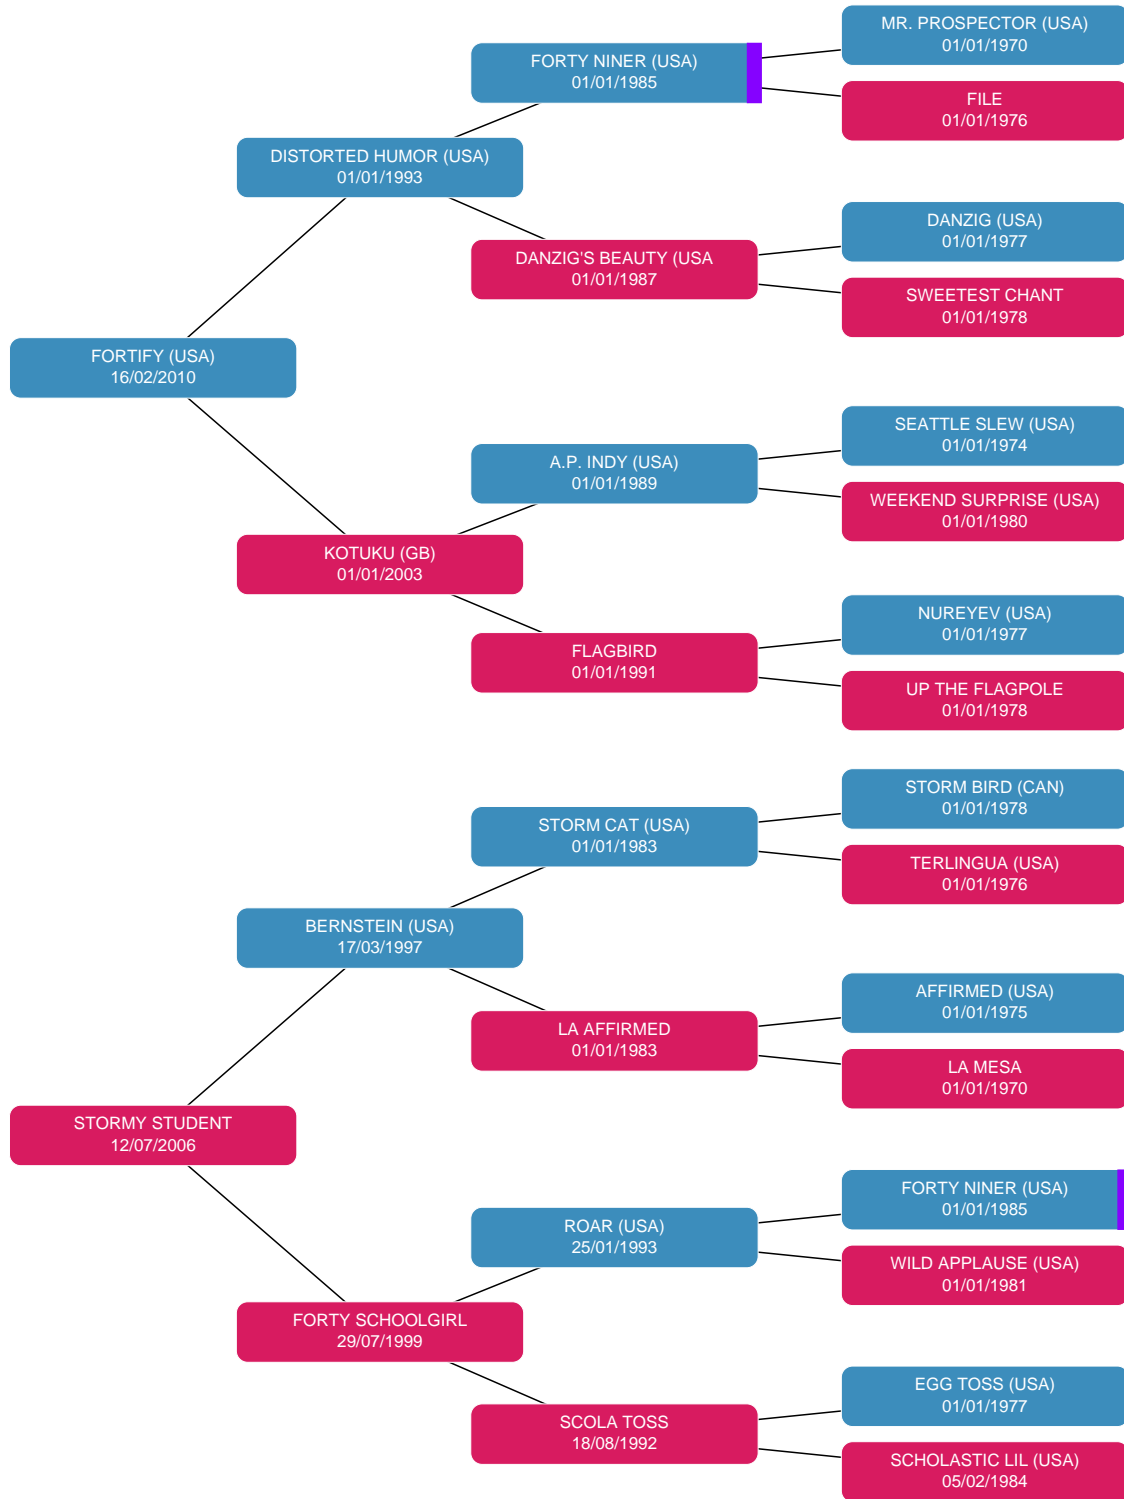 MR. PROSPECTOR (USA)
01/01/1970
FORTY NINER (USA)
01/01/1985
FILE
01/01/1976
DISTORTED HUMOR (USA)
01/01/1993
DANZIG (USA)
01/01/1977
DANZIG'S BEAUTY (USA
01/01/1987
SWEETEST CHANT
01/01/1978
FORTIFY (USA)
16/02/2010
SEATTLE SLEW (USA)
01/01/1974
A.P. INDY (USA)
01/01/1989
WEEKEND SURPRISE (USA)
01/01/1980
KOTUKU (GB)
01/01/2003
NUREYEV (USA)
01/01/1977
FLAGBIRD
01/01/1991
UP THE FLAGPOLE
01/01/1978
STORM BIRD (CAN)
01/01/1978
STORM CAT (USA)
01/01/1983
TERLINGUA (USA)
01/01/1976
BERNSTEIN (USA)
17/03/1997
AFFIRMED (USA)
01/01/1975
LA AFFIRMED
01/01/1983
LA MESA
01/01/1970
STORMY STUDENT
12/07/2006
FORTY NINER (USA)
01/01/1985
ROAR (USA)
25/01/1993
WILD APPLAUSE (USA)
01/01/1981
FORTY SCHOOLGIRL
29/07/1999
EGG TOSS (USA)
01/01/1977
SCOLA TOSS
18/08/1992
SCHOLASTIC LIL (USA)
05/02/1984